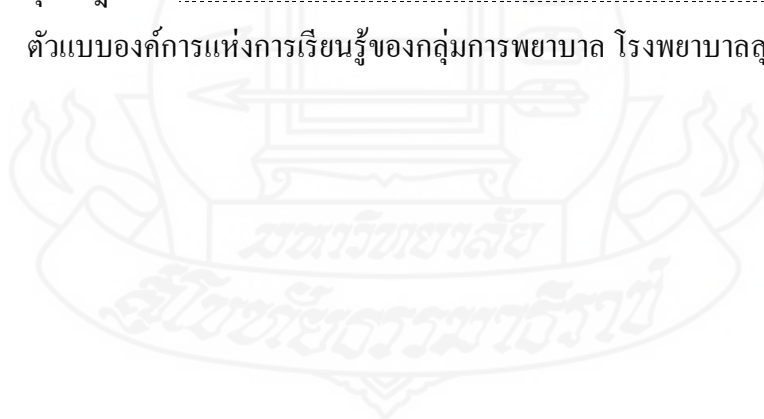 ตัวแบบองค์การแห่งการเรียนรู้ของกลุ่มการพยาบาล โรงพยาบาล
มหาวิทยาลัย
สุโขทัยธรรมาธิราช